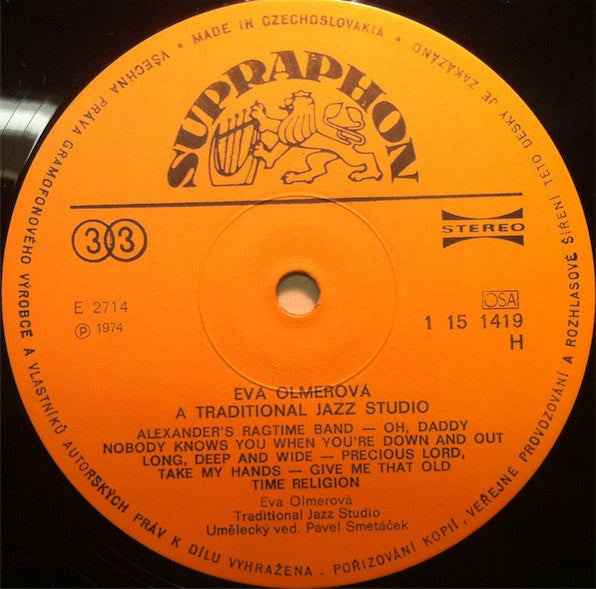 VŠECHNA PRÁVA GRAMOFONOVÉHO VÝROBCE A VLASTNÍKŮ AUTORSKÝCH PRÁV K DÍLU VYHRAŽENA . POŘIZOVÁNÍ KOPIÍ, VEŘEJNÉ PROVOZOVÁNÍ A ROZHLASOVÉ ŠÍŘENÍ TÉTO DESKY JE ZAKÁZÁNO
• MADE IN CZECHOSLOVAKIA •
SUPRAPHON
33
STEREO
E 2714
℗ 1974
OSA
1 15 1419
H
EVA OLMEROVÁ
A TRADITIONAL JAZZ STUDIO
ALEXANDER'S RAGTIME BAND — OH, DADDY
NOBODY KNOWS YOU WHEN YOU'RE DOWN AND OUT
LONG, DEEP AND WIDE — PRECIOUS LORD,
TAKE MY HANDS — GIVE ME THAT OLD
TIME RELIGION
Eva Olmerová
Traditional Jazz Studio
Umělecký ved. Pavel Smetáček